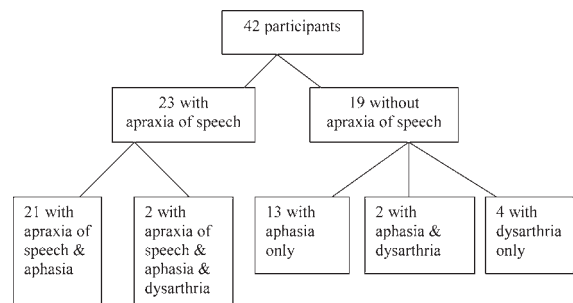 42 participants
23 with
apraxia of speech
19 without
apraxia of speech
21 with
apraxia of
speech &
aphasia
2 with
apraxia of
speech &
aphasia &
dysarthria
13 with
aphasia
only
2 with
aphasia &
dysarthria
4 with
dysarthria
only